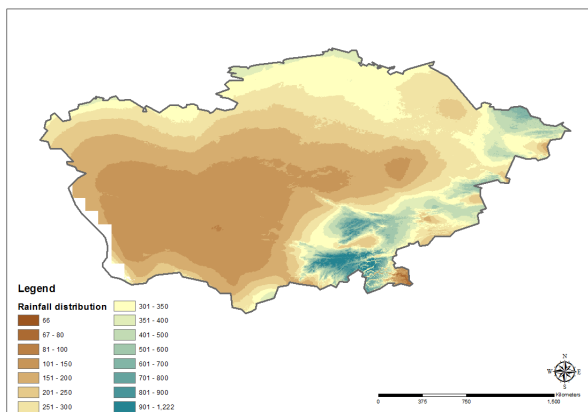 Legend
Rainfall distribution
66
67 - 80
81 - 100
101 - 150
151 - 200
201 - 250
251 - 300
301 - 350
351 - 400
401 - 500
501 - 600
601 - 700
701 - 800
801 - 900
901 - 1,222
N
W E
S
Kilometers
0 375 750 1,500